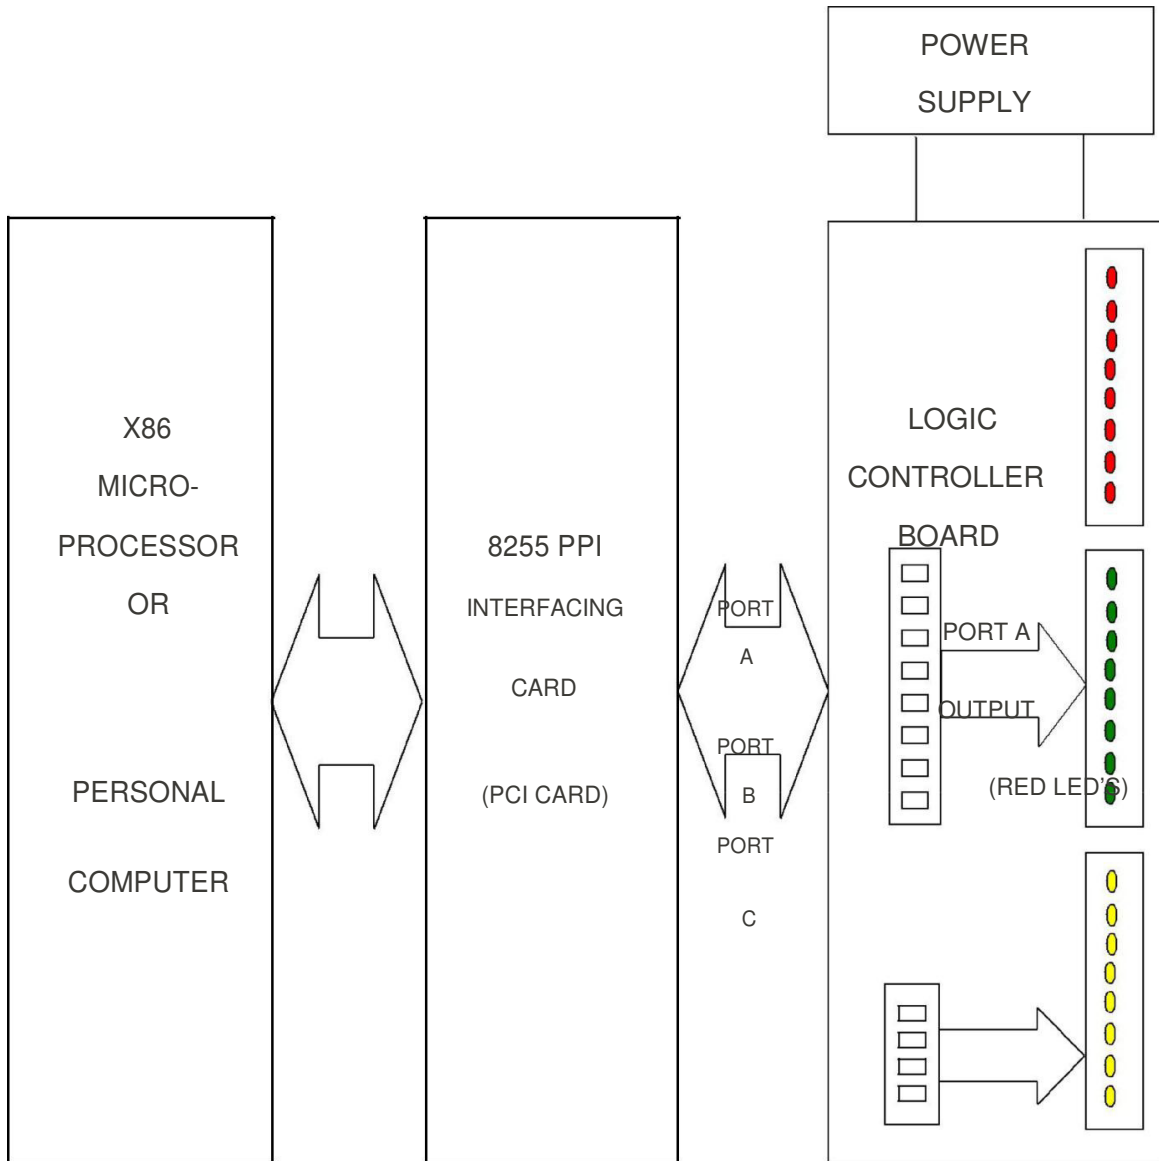 POWER
SUPPLY
X86
MICRO-
PROCESSOR
OR
PERSONAL
COMPUTER
8255 PPI
INTERFACING
CARD
(PCI CARD)
PORT
A
PORT
B
PORT
C
LOGIC
CONTROLLER
BOARD
PORT A
OUTPUT
(RED LED'S)